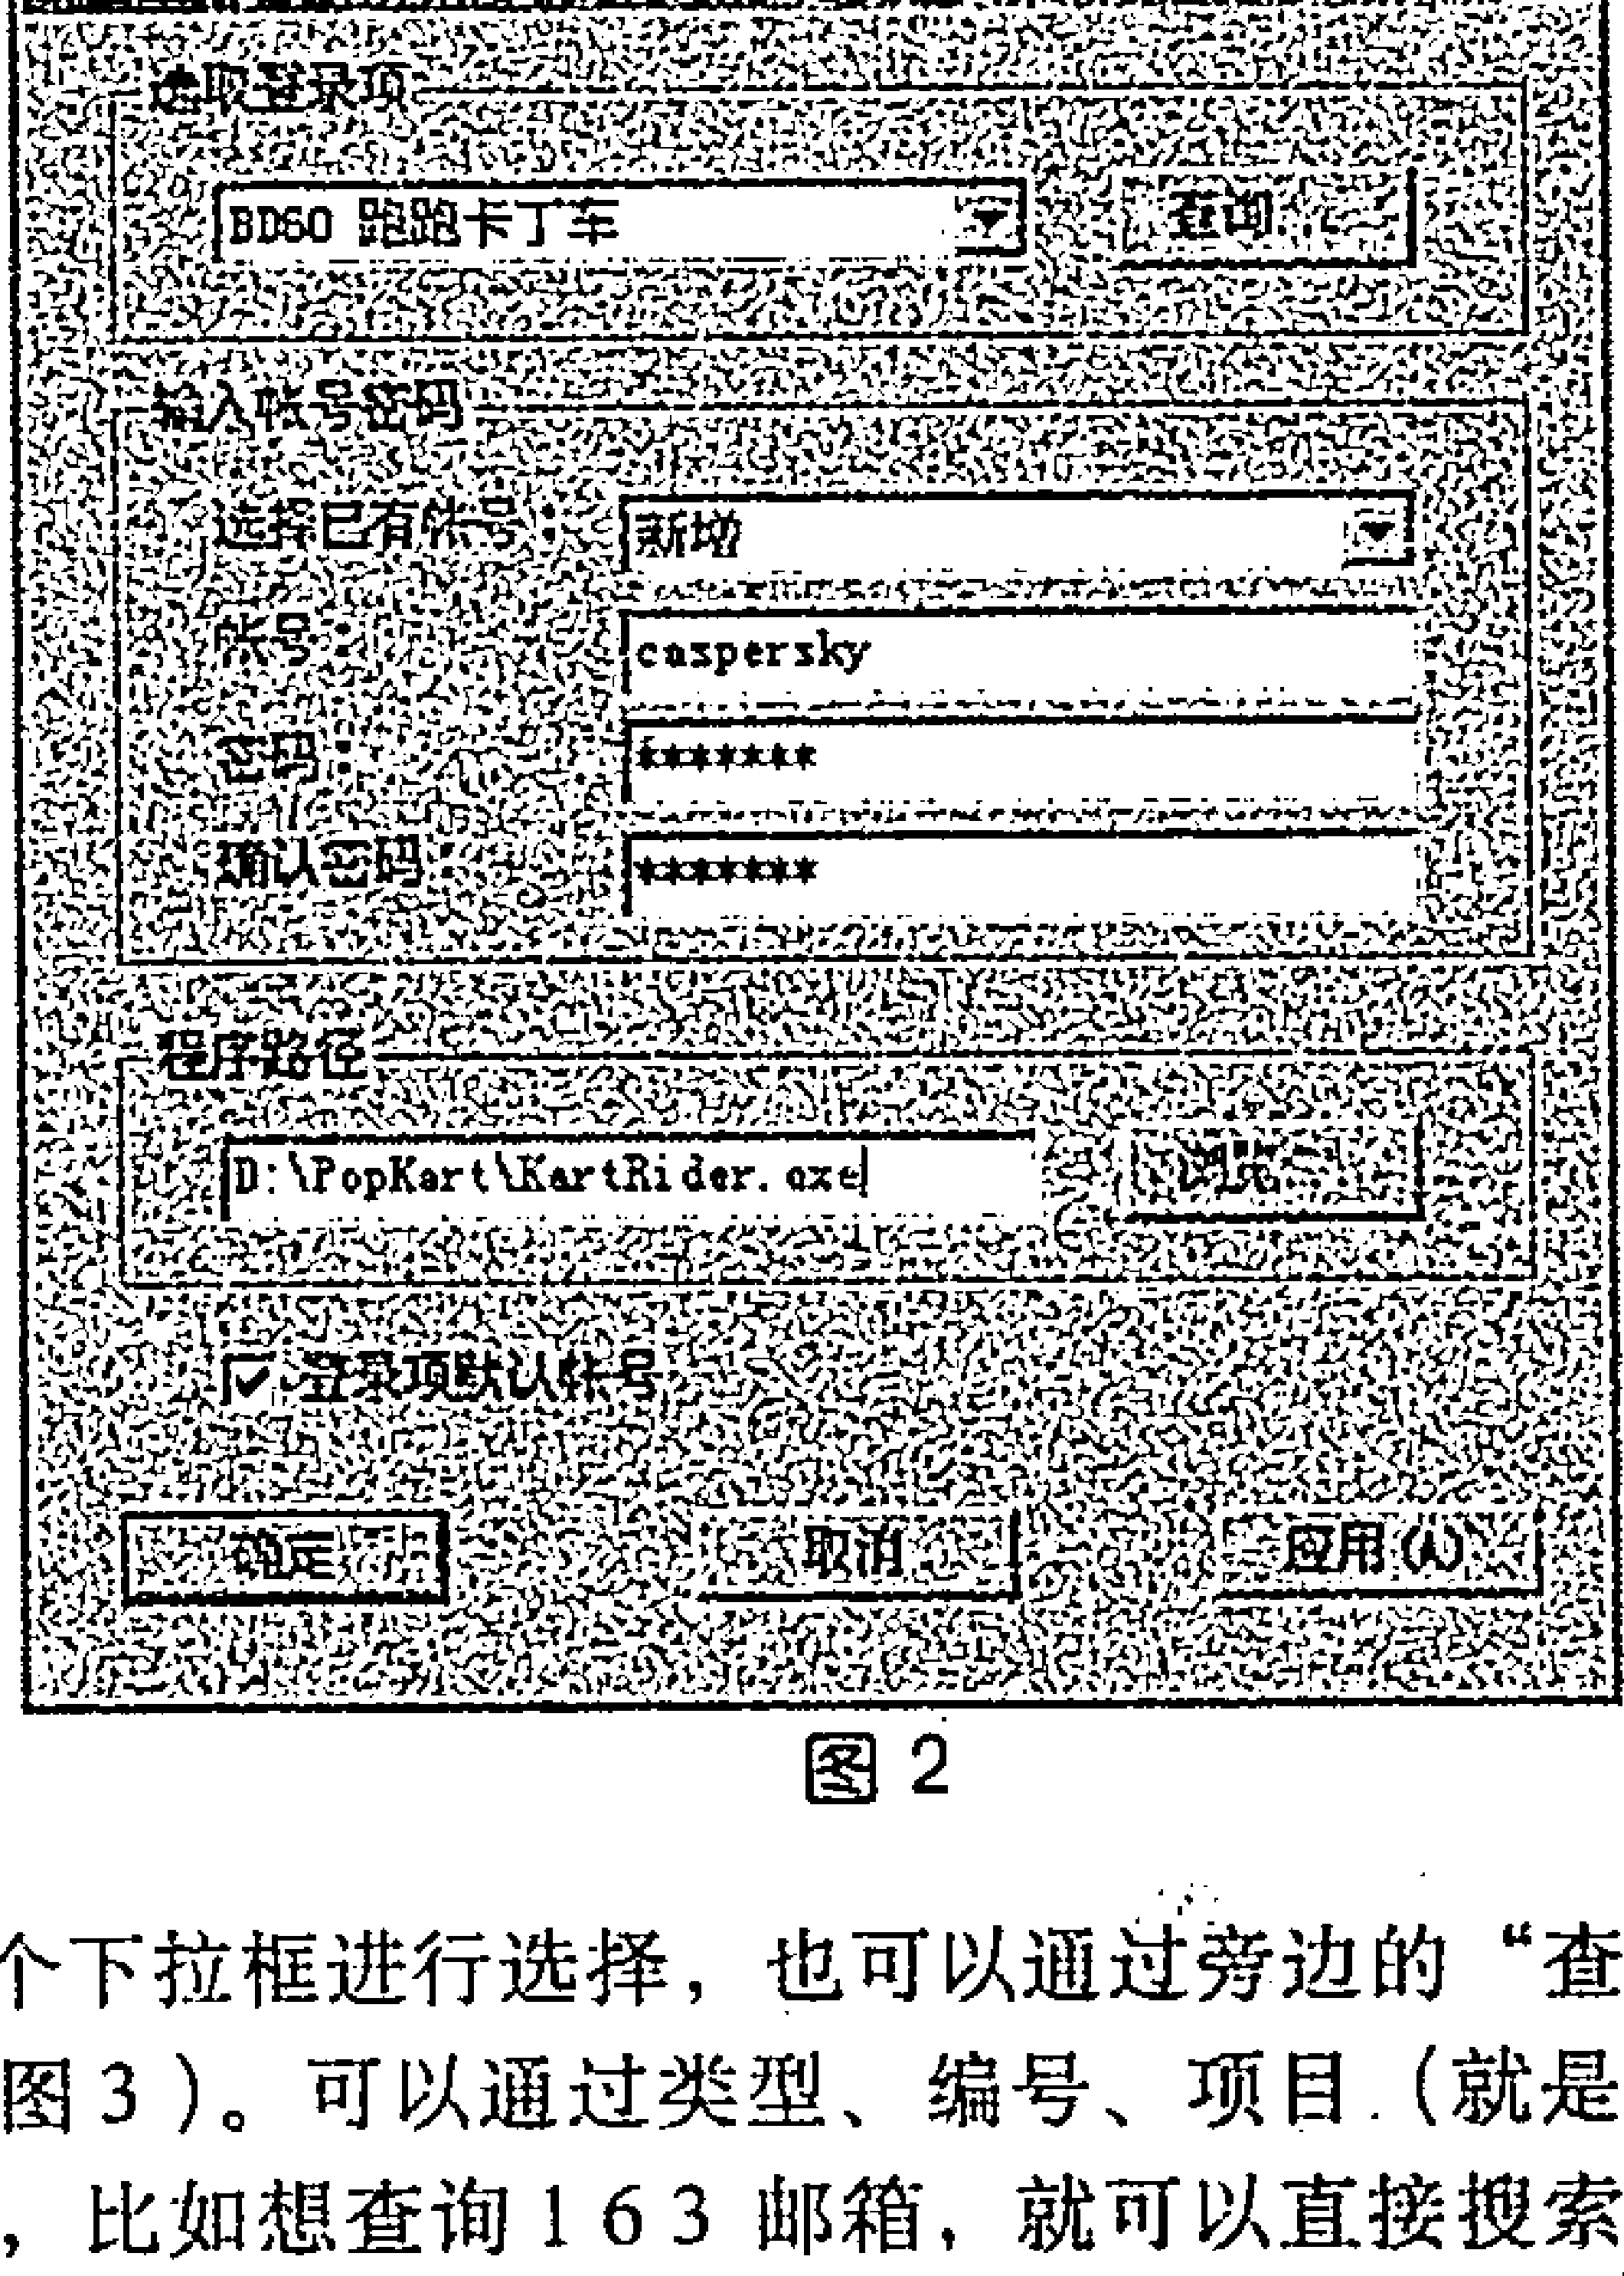 选取登录项
BD60 跑跑卡丁车 查询
输入帐号密码
选择已有帐号： 新增
帐号： caspersky
密码： *******
确认密码 *******
程序路径
D:\PopKart\KartRider.exe 浏览
登录项默认帐号
确定 取消 应用(A)
图 2
个下拉框进行选择，也可以通过旁边的“查
图3）。可以通过类型、编号、项目（就是
，比如想查询163 邮箱，就可以直接搜索